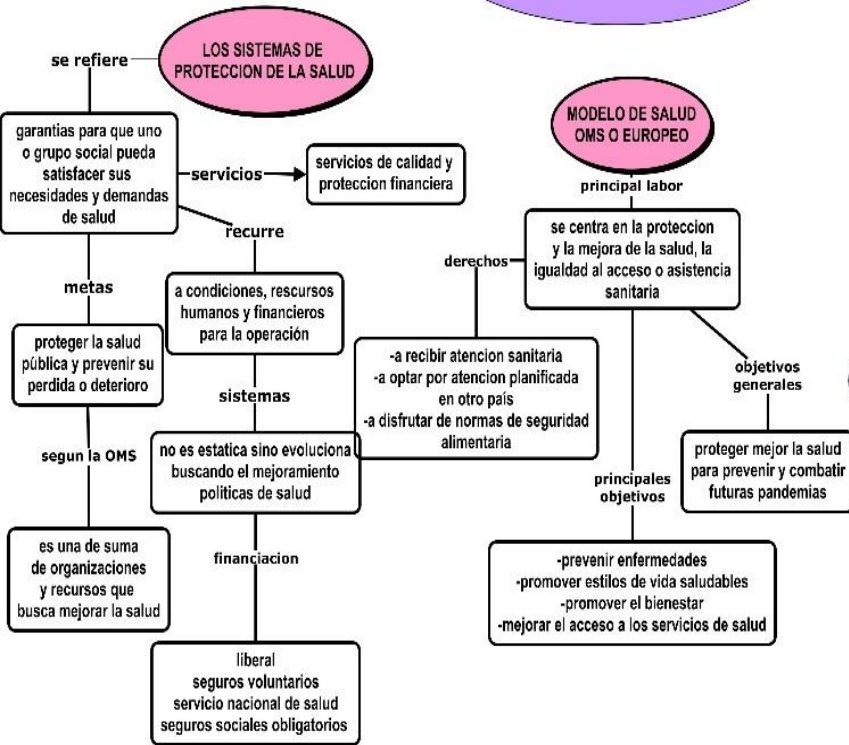 LOS SISTEMAS DE
PROTECCION DE LA SALUD
se refiere
garantias para que uno
o grupo social pueda
satisfacer sus
necesidades y demandas
de salud
servicios
servicios de calidad y
proteccion financiera
recurre
a condiciones, rescursos
humanos y financieros
para la operación
metas
proteger la salud
pública y prevenir su
perdida o deterioro
sistemas
no es estatica sino evoluciona
buscando el mejoramiento
politicas de salud
segun la OMS
es una de suma
de organizaciones
y recursos que
busca mejorar la salud
financiacion
liberal
seguros voluntarios
servicio nacional de salud
seguros sociales obligatorios
MODELO DE SALUD
OMS O EUROPEO
principal labor
se centra en la proteccion
y la mejora de la salud, la
igualdad al acceso o asistencia
sanitaria
derechos
-a recibir atencion sanitaria
-a optar por atencion planificada
en otro país
-a disfrutar de normas de seguridad
alimentaria
objetivos
generales
proteger mejor la salud
para prevenir y combatir
futuras pandemias
principales
objetivos
-prevenir enfermedades
-promover estilos de vida saludables
-promover el bienestar
-mejorar el acceso a los servicios de salud